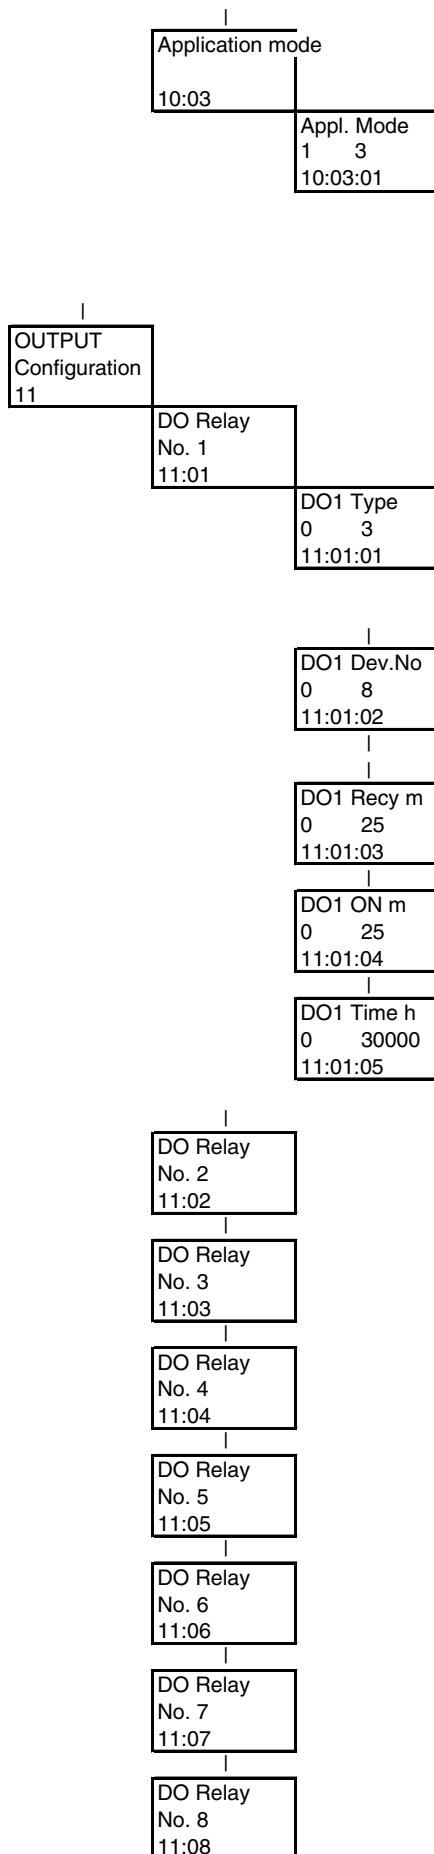 Application mode
10:03
Appl. Mode
1 3
10:03:01
OUTPUT
Configuration
11
DO Relay
No. 1
11:01
DO1 Type
0 3
11:01:01
DO1 Dev.No
0 8
11:01:02
DO1 Recy m
0 25
11:01:03
DO1 ON m
0 25
11:01:04
DO1 Time h
0 30000
11:01:05
DO Relay
No. 2
11:02
DO Relay
No. 3
11:03
DO Relay
No. 4
11:04
DO Relay
No. 5
11:05
DO Relay
No. 6
11:06
DO Relay
No. 7
11:07
DO Relay
No. 8
11:08